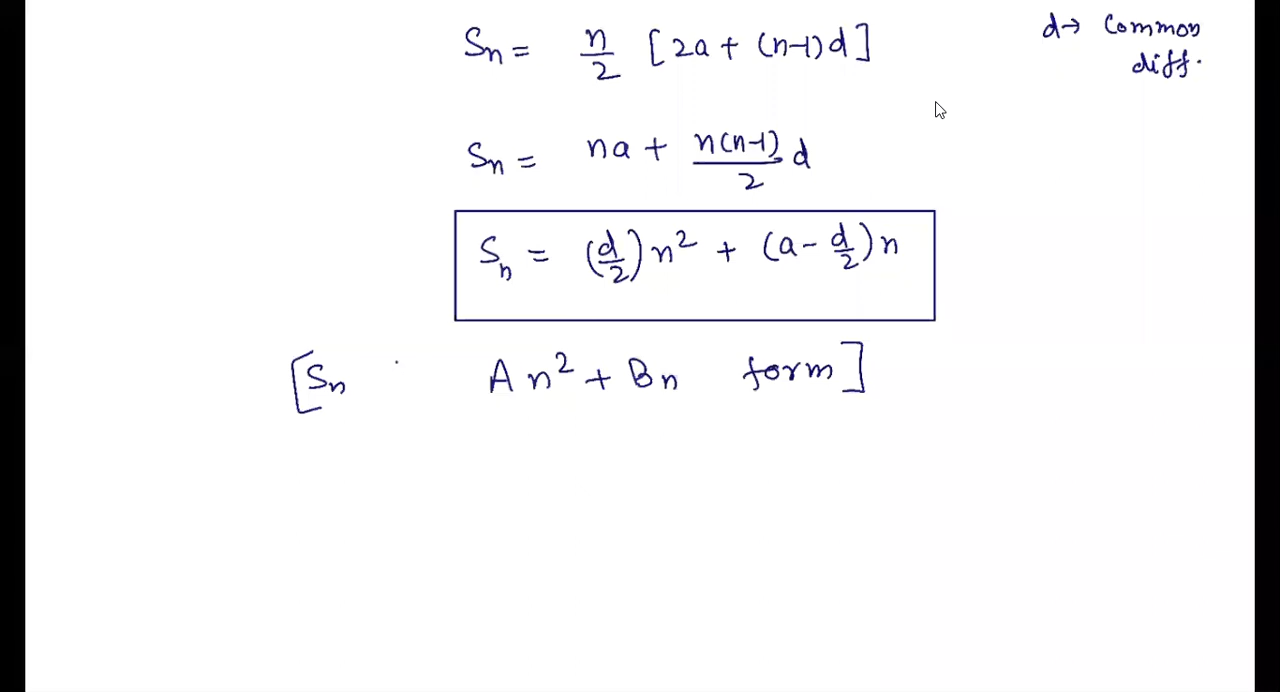 Sn = n/2 [2a + (n-1)d]
d→ Common
diff.
Sn = na + n(n-1)/2 d
Sn = (d/2)n² + (a - d/2)n
[Sn An² + Bn form]